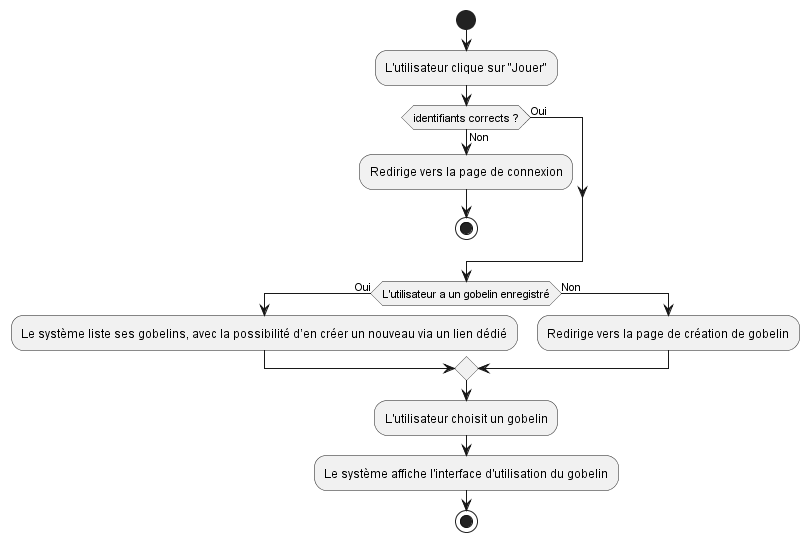 L'utilisateur clique sur "Jouer"
identifiants corrects ?
Oui
Non
Redirige vers la page de connexion
Oui
L'utilisateur a un gobelin enregistré
Non
Le système liste ses gobelins, avec la possibilité d'en créer un nouveau via un lien dédié
Redirige vers la page de création de gobelin
L'utilisateur choisit un gobelin
Le système affiche l'interface d'utilisation du gobelin